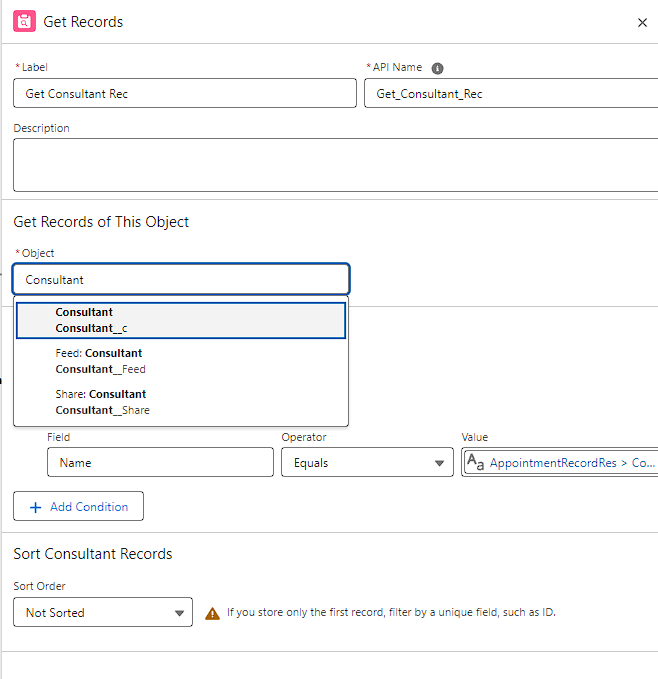 Get Records
* Label
* API Name
Get Consultant Rec
Get_Consultant_Rec
Description
Get Records of This Object
* Object
Consultant
Consultant
Consultant__c
Feed: Consultant
Consultant__Feed
Share: Consultant
Consultant__Share
Field
Operator
Value
Name
Equals
Aa AppointmentRecordRes > Co...
+ Add Condition
Sort Consultant Records
Sort Order
Not Sorted
If you store only the first record, filter by a unique field, such as ID.